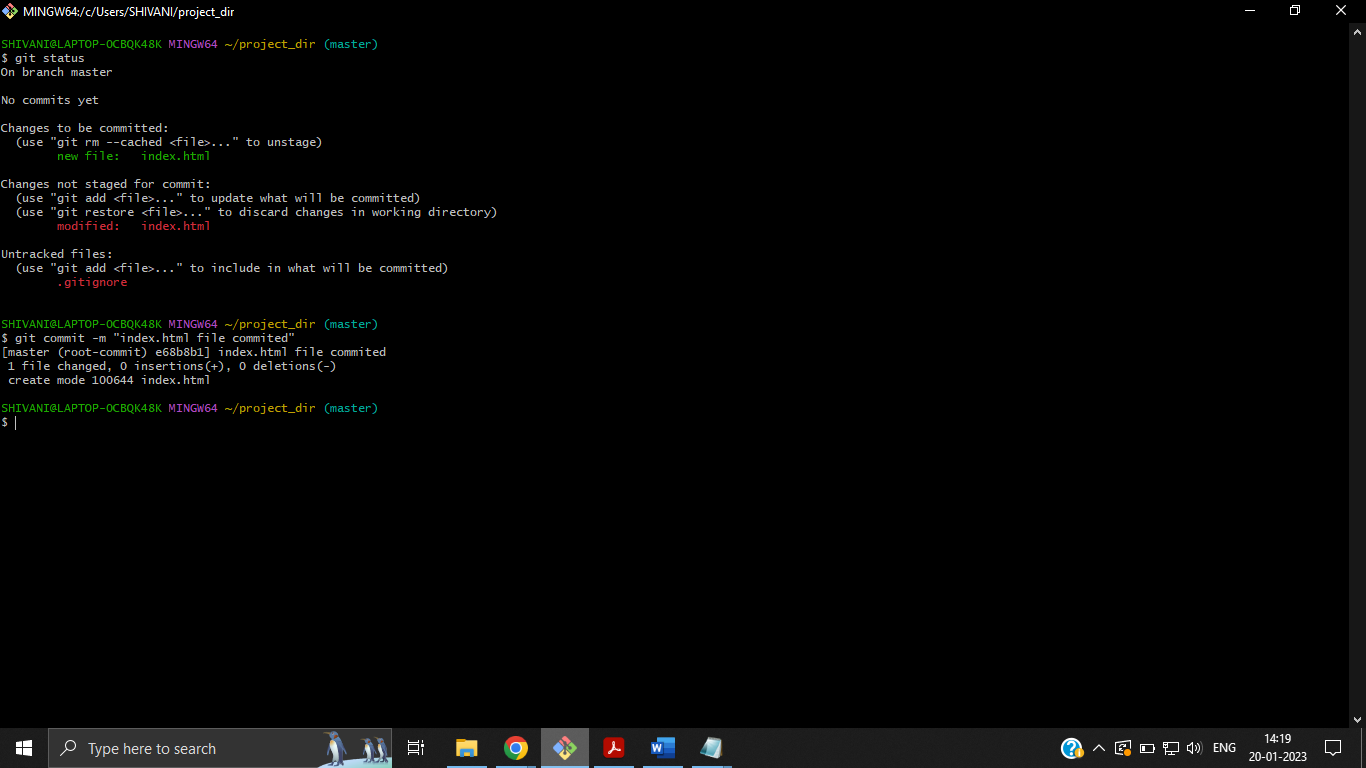 MINGW64:/c/Users/SHIVANI/project_dir
SHIVANI@LAPTOP-OCBQK48K MINGW64 ~/project_dir (master)
$ git status
On branch master
No commits yet
Changes to be committed:
  (use "git rm --cached <file>..." to unstage)
        new file:   index.html
Changes not staged for commit:
  (use "git add <file>..." to update what will be committed)
  (use "git restore <file>..." to discard changes in working directory)
        modified:   index.html
Untracked files:
  (use "git add <file>..." to include in what will be committed)
        .gitignore
SHIVANI@LAPTOP-OCBQK48K MINGW64 ~/project_dir (master)
$ git commit -m "index.html file commited"
[master (root-commit) e68b8b1] index.html file commited
 1 file changed, 0 insertions(+), 0 deletions(-)
 create mode 100644 index.html
SHIVANI@LAPTOP-OCBQK48K MINGW64 ~/project_dir (master)
$
Type here to search
ENG
14:19
20-01-2023